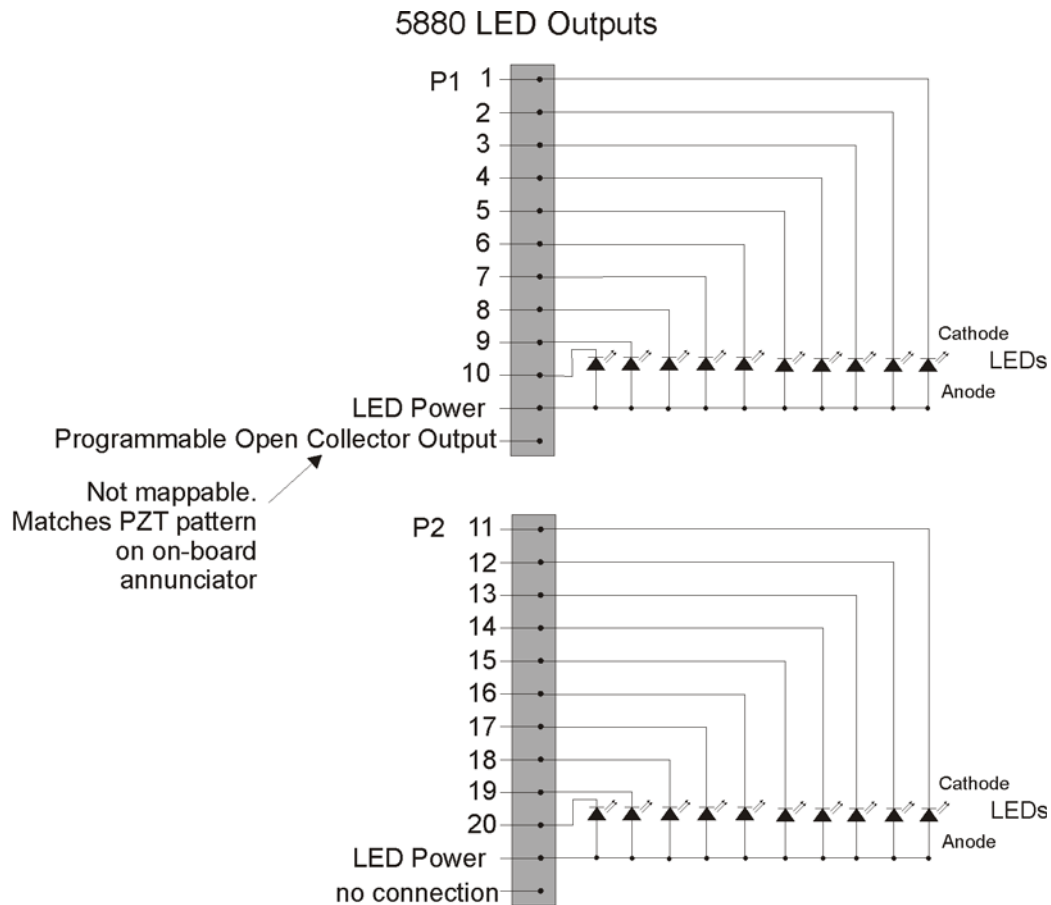 5880 LED Outputs
P1 1
2
3
4
5
6
7
8
9
10
Cathode
LEDs
Anode
LED Power
Programmable Open Collector Output
Not mappable.
Matches PZT pattern
on on-board
annunciator
P2 11
12
13
14
15
16
17
18
19
20
Cathode
LEDs
Anode
LED Power
no connection